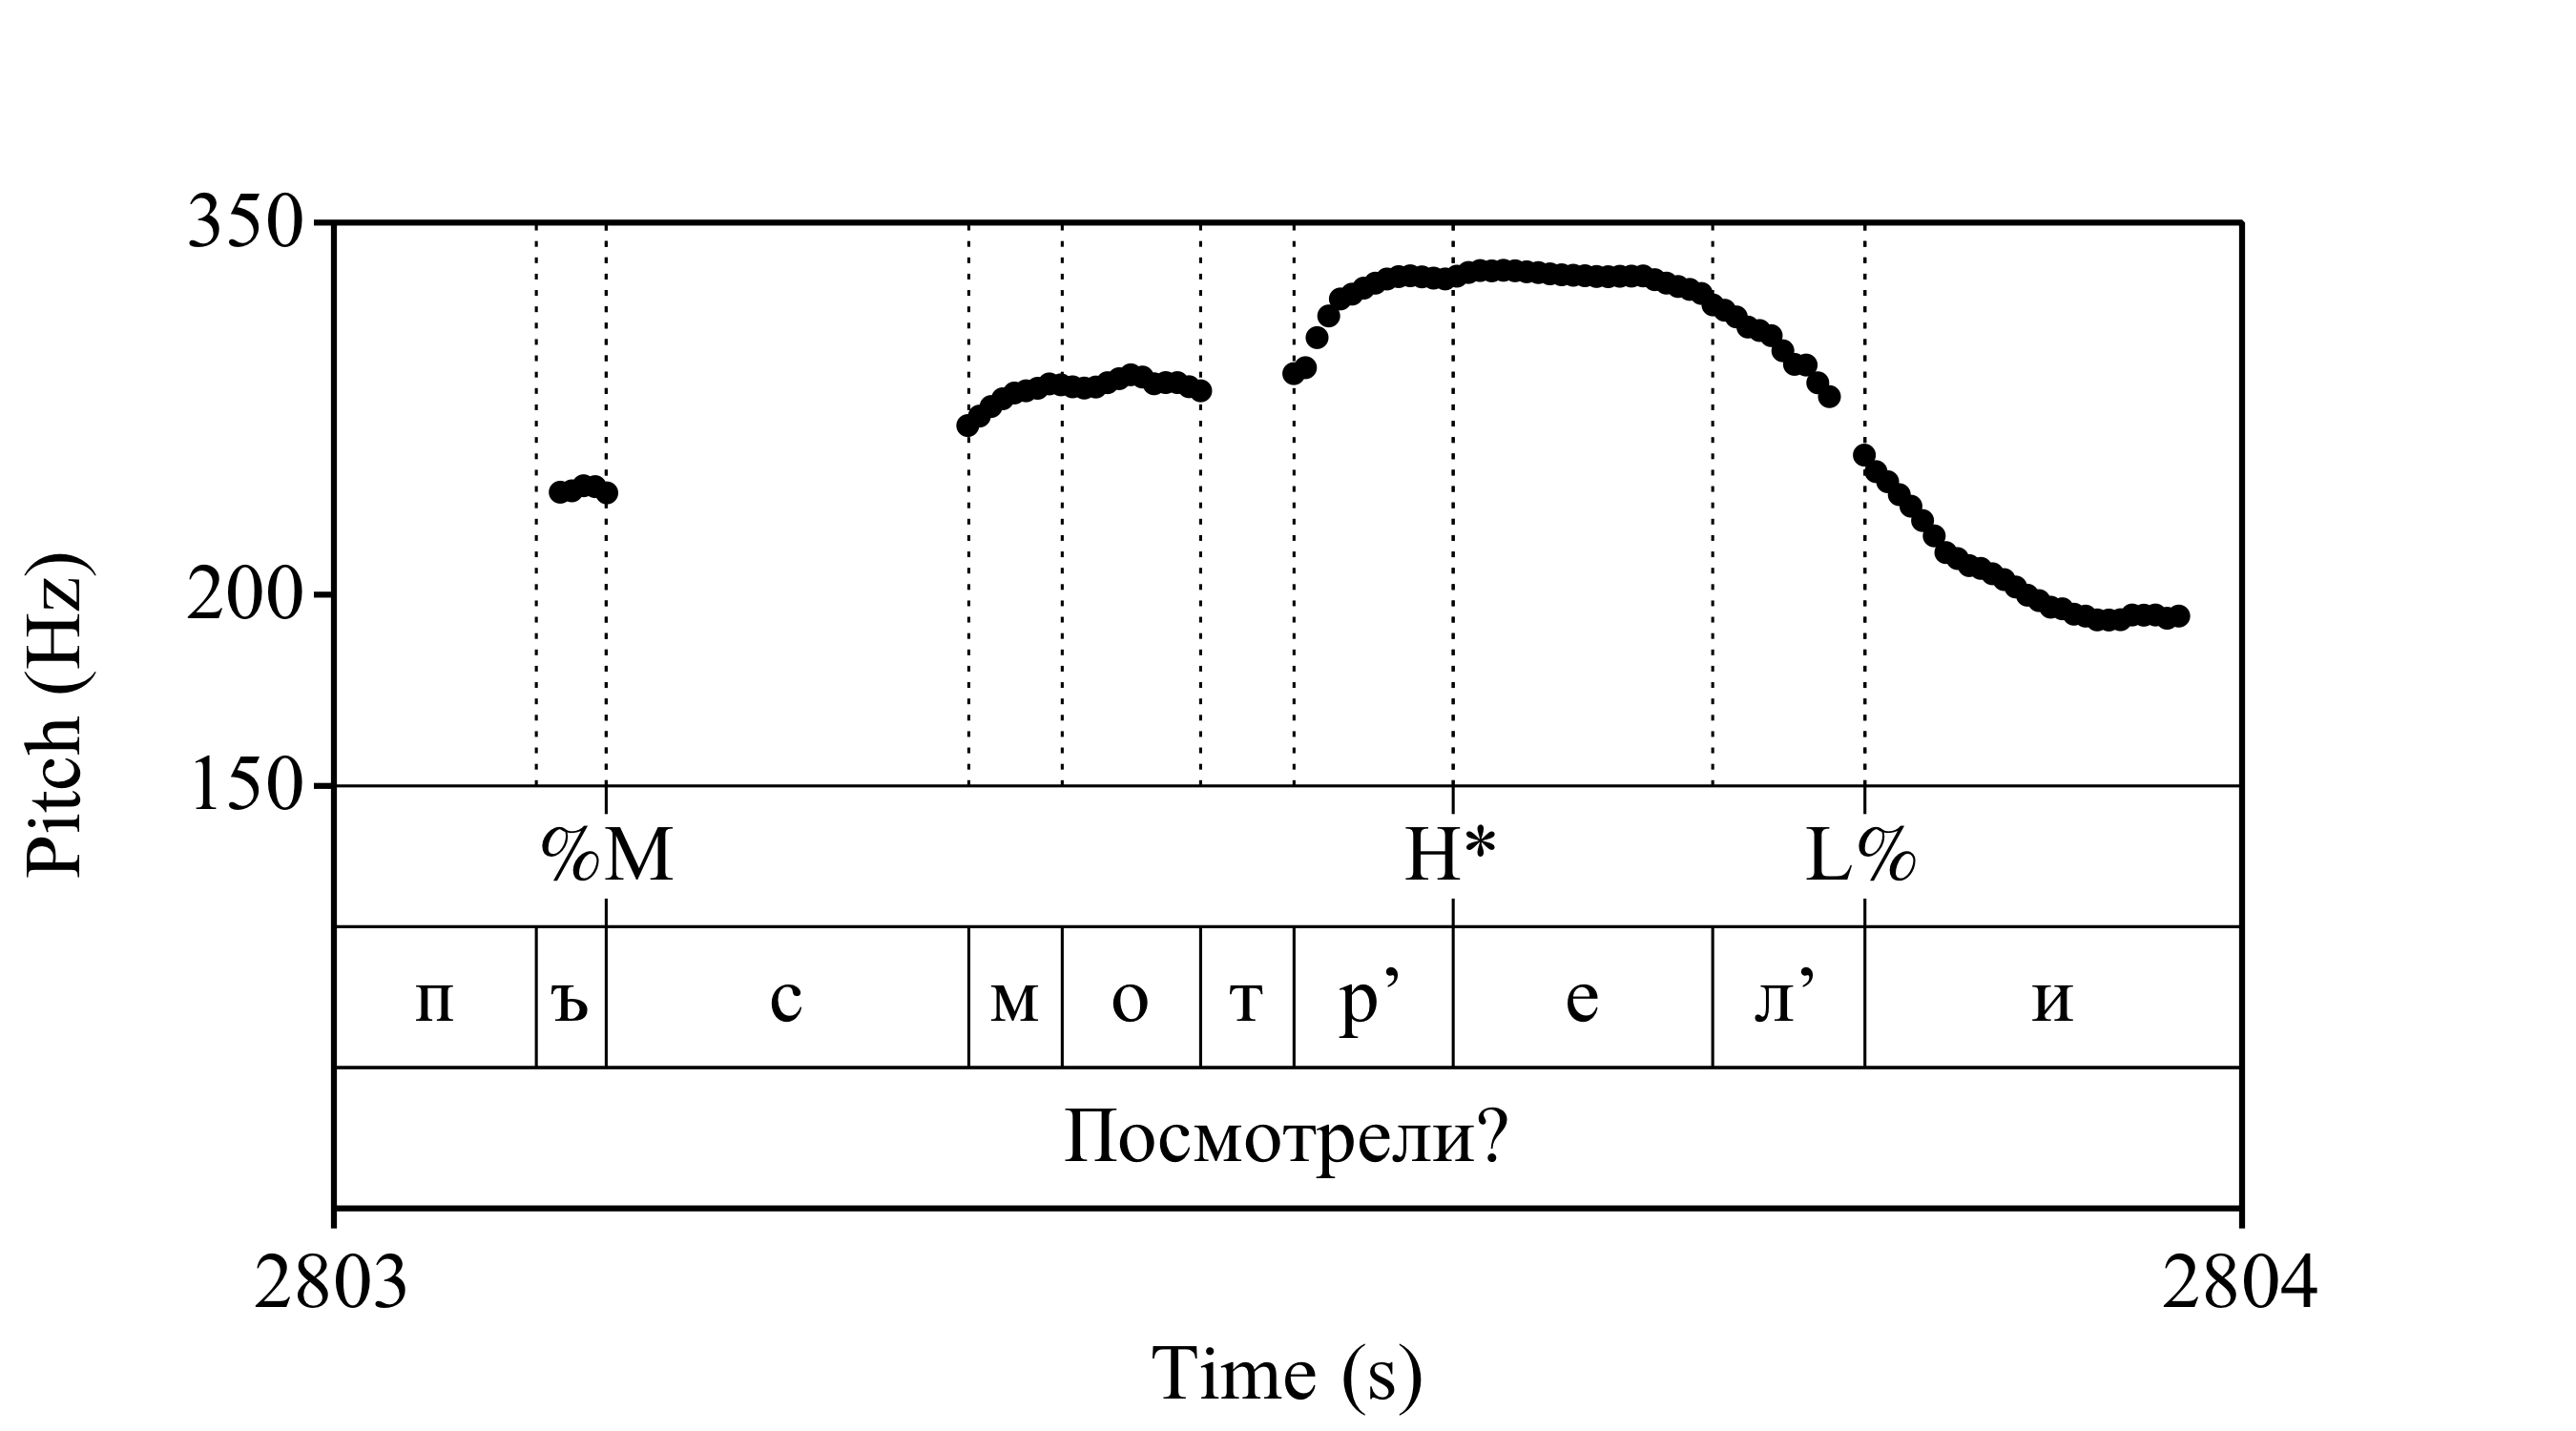 350
200
150
Pitch (Hz)
%M H* L%
п ъ с м о т р’ е л’ и
Посмотрели?
2803 2804
Time (s)